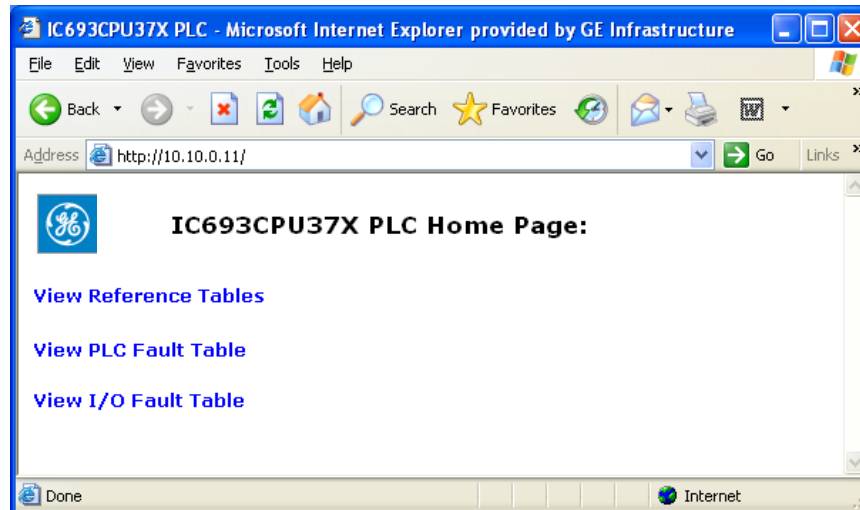 IC693CPU37X PLC - Microsoft Internet Explorer provided by GE Infrastructure
File Edit View Favorites Tools Help
Back Search Favorites
Address http://10.10.0.11/ Go Links
IC693CPU37X PLC Home Page:
View Reference Tables
View PLC Fault Table
View I/O Fault Table
Done Internet